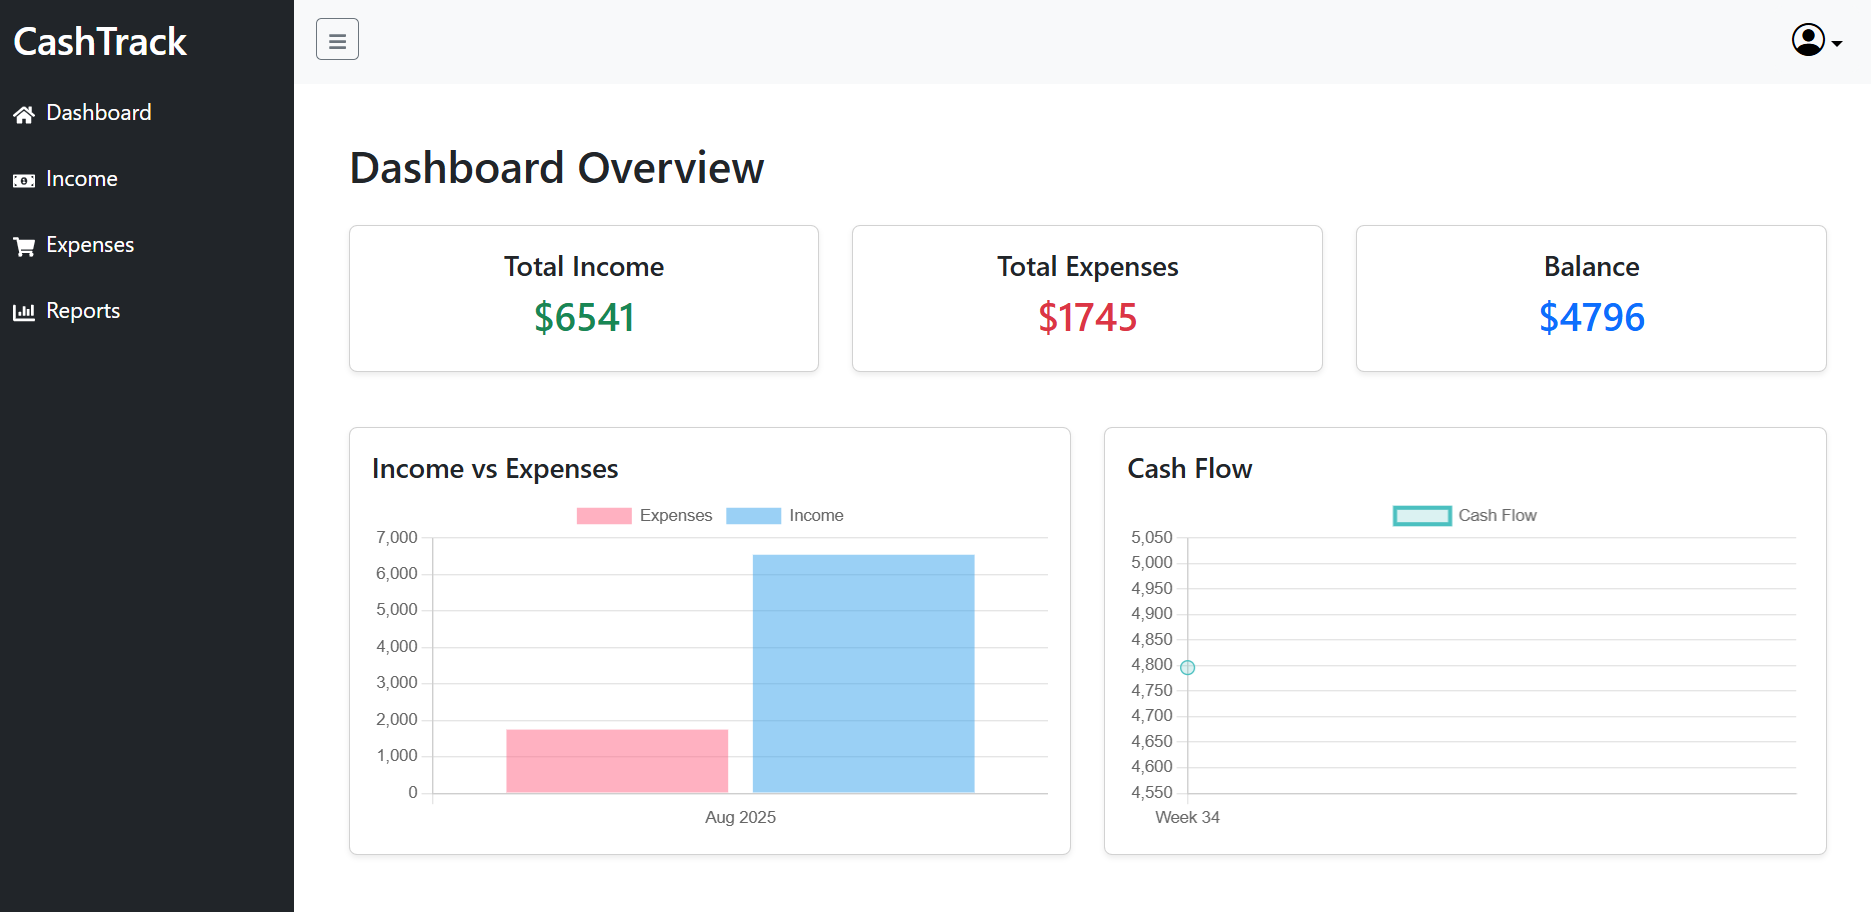 CashTrack
Dashboard
Income
Expenses
Reports
Dashboard Overview
Total Income
$6541
Total Expenses
$1745
Balance
$4796
Income vs Expenses
Expenses Income
7,000
6,000
5,000
4,000
3,000
2,000
1,000
0
Aug 2025
Cash Flow
Cash Flow
5,050
5,000
4,950
4,900
4,850
4,800
4,750
4,700
4,650
4,600
4,550
Week 34